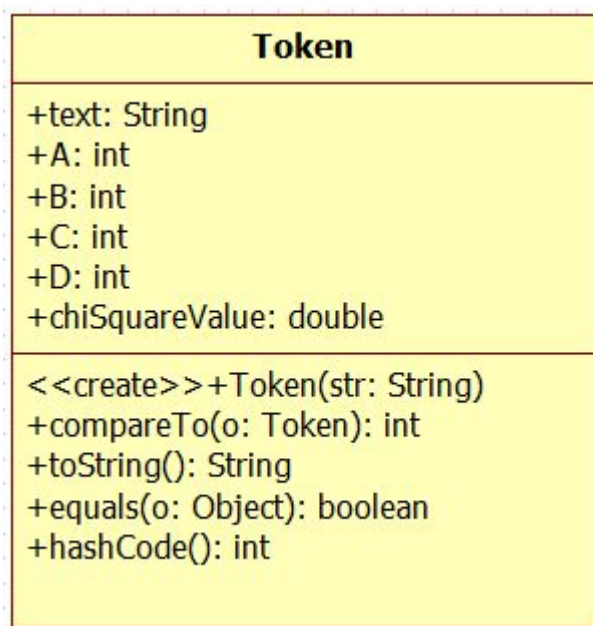 Token
+text: String
+A: int
+B: int
+C: int
+D: int
+chiSquareValue: double
<<create>>+Token(str: String)
+compareTo(o: Token): int
+toString(): String
+equals(o: Object): boolean
+hashCode(): int